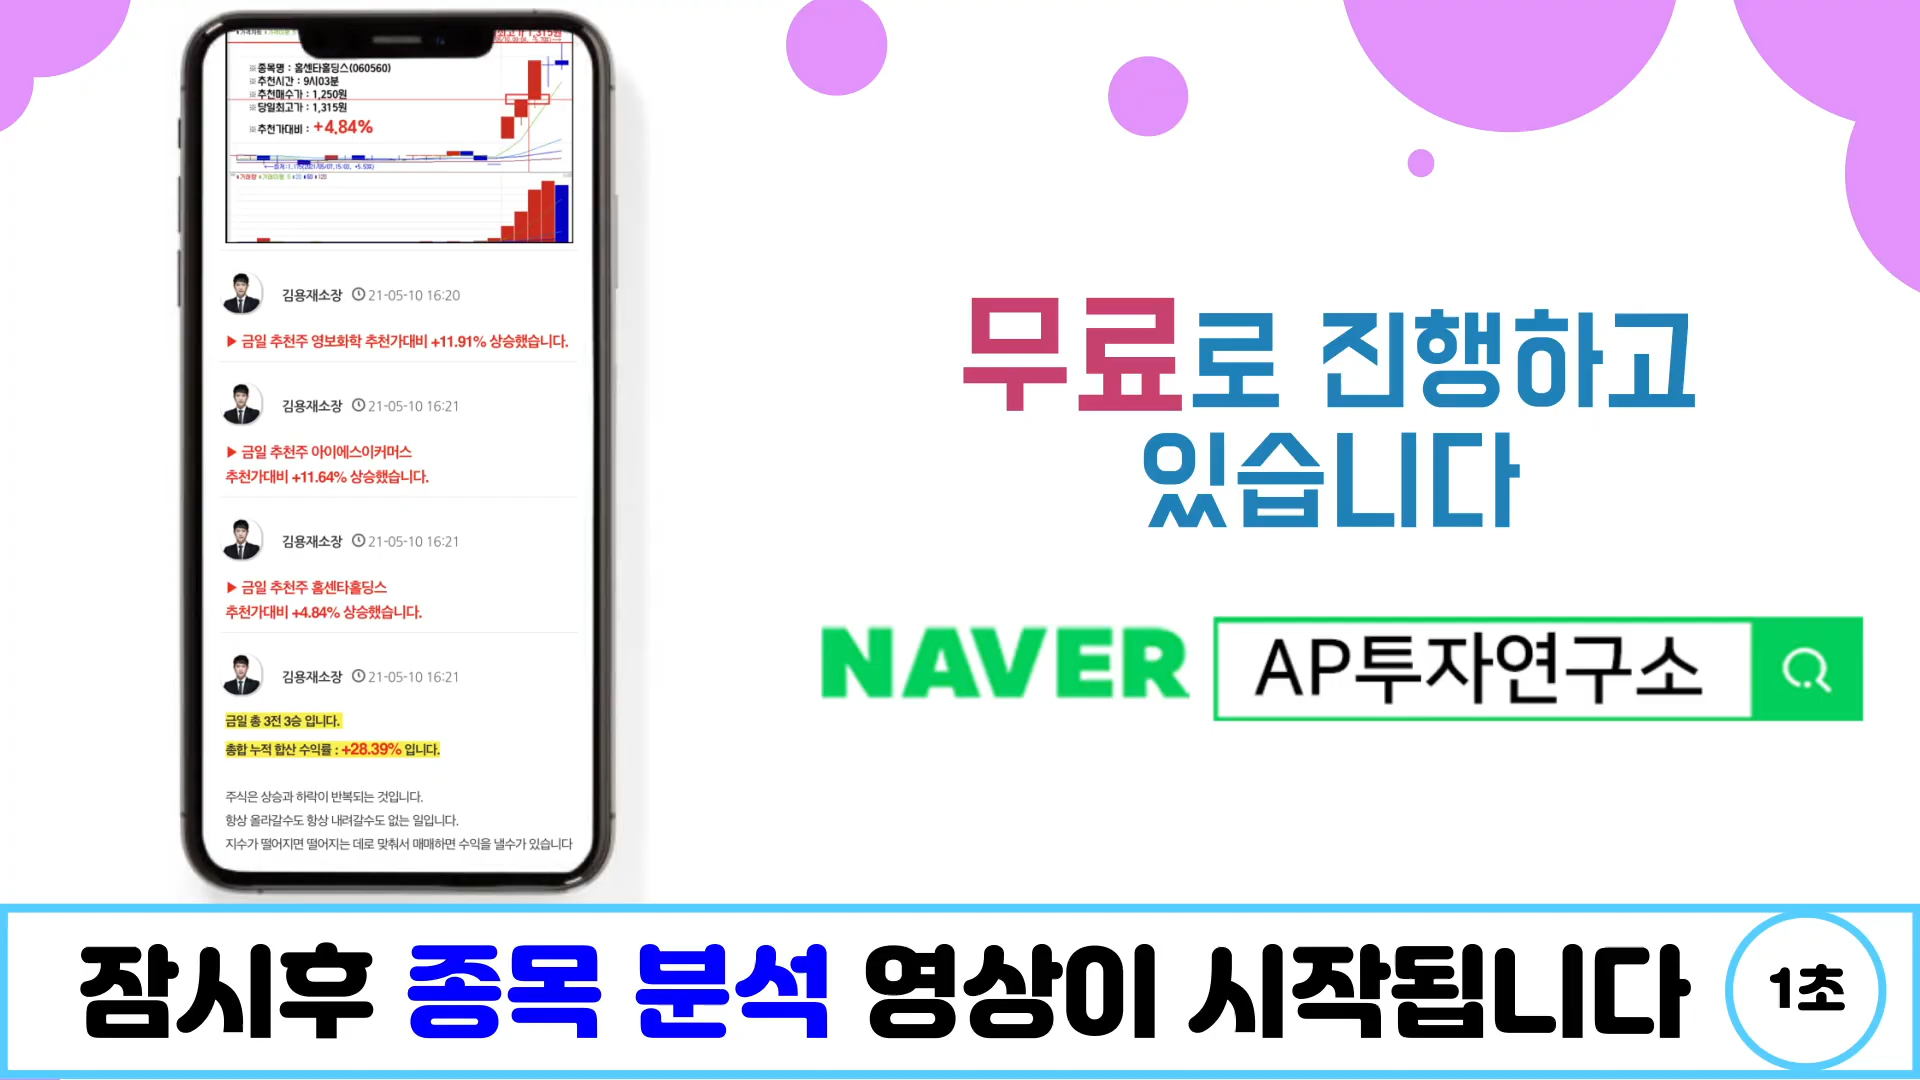 ※종목명 : 홈센타홀딩스(060560)
※추천시간 : 9시03분
※추천매수가 : 1,250원
※당일최고가 : 1,315원
※추천가대비 : +4.84%
김용재소장 21-05-10 16:20
▶ 금일 추천주 영보화학 추천가대비 +11.91% 상승했습니다.
김용재소장 21-05-10 16:21
▶ 금일 추천주 아이에스이커머스
추천가대비 +11.64% 상승했습니다.
김용재소장 21-05-10 16:21
▶ 금일 추천주 홈센타홀딩스
추천가대비 +4.84% 상승했습니다.
김용재소장 21-05-10 16:21
금일 총 3전 3승 입니다.
총합 누적 합산 수익률 : +28.39% 입니다.
주식은 상승과 하락이 반복되는 것입니다.
항상 올라갈수도 항상 내려갈수도 없는 일입니다.
지수가 떨어지면 떨어지는 데로 맞춰서 매매하면 수익을 낼수가 있습니다
무료로 진행하고
있습니다
NAVER AP투자연구소
잠시후 종목 분석 영상이 시작됩니다 1초